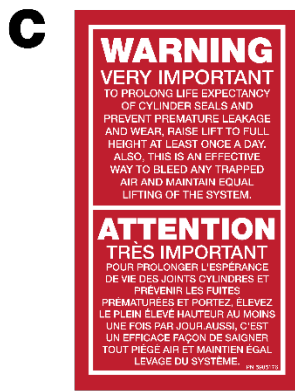 C
WARNING
VERY IMPORTANT
TO PROLONG LIFE EXPECTANCY
OF CYLINDER SEALS AND
PREVENT PREMATURE LEAKAGE
AND WEAR, RAISE LIFT TO FULL
HEIGHT AT LEAST ONCE A DAY.
ALSO, THIS IS AN EFFECTIVE
WAY TO BLEED ANY TRAPPED
AIR AND MAINTAIN EQUAL
LIFTING OF THE SYSTEM.
ATTENTION
TRÈS IMPORTANT
POUR PROLONGER L'ESPÉRANCE
DE VIE DES JOINTS CYLINDRES ET
PRÉVENIR LES FUITES
PRÉMATURÉES ET PORTEZ, ÉLEVEZ
LE PLEIN ÉLEVÉ HAUTEUR AU MOINS
UNE FOIS PAR JOUR.AUSSI, C'EST
UN EFFICACE FAÇON DE SAIGNER
TOUT PIÉGÉ AIR ET MAINTIEN ÉGAL
LEVAGE DU SYSTÈME.
PN